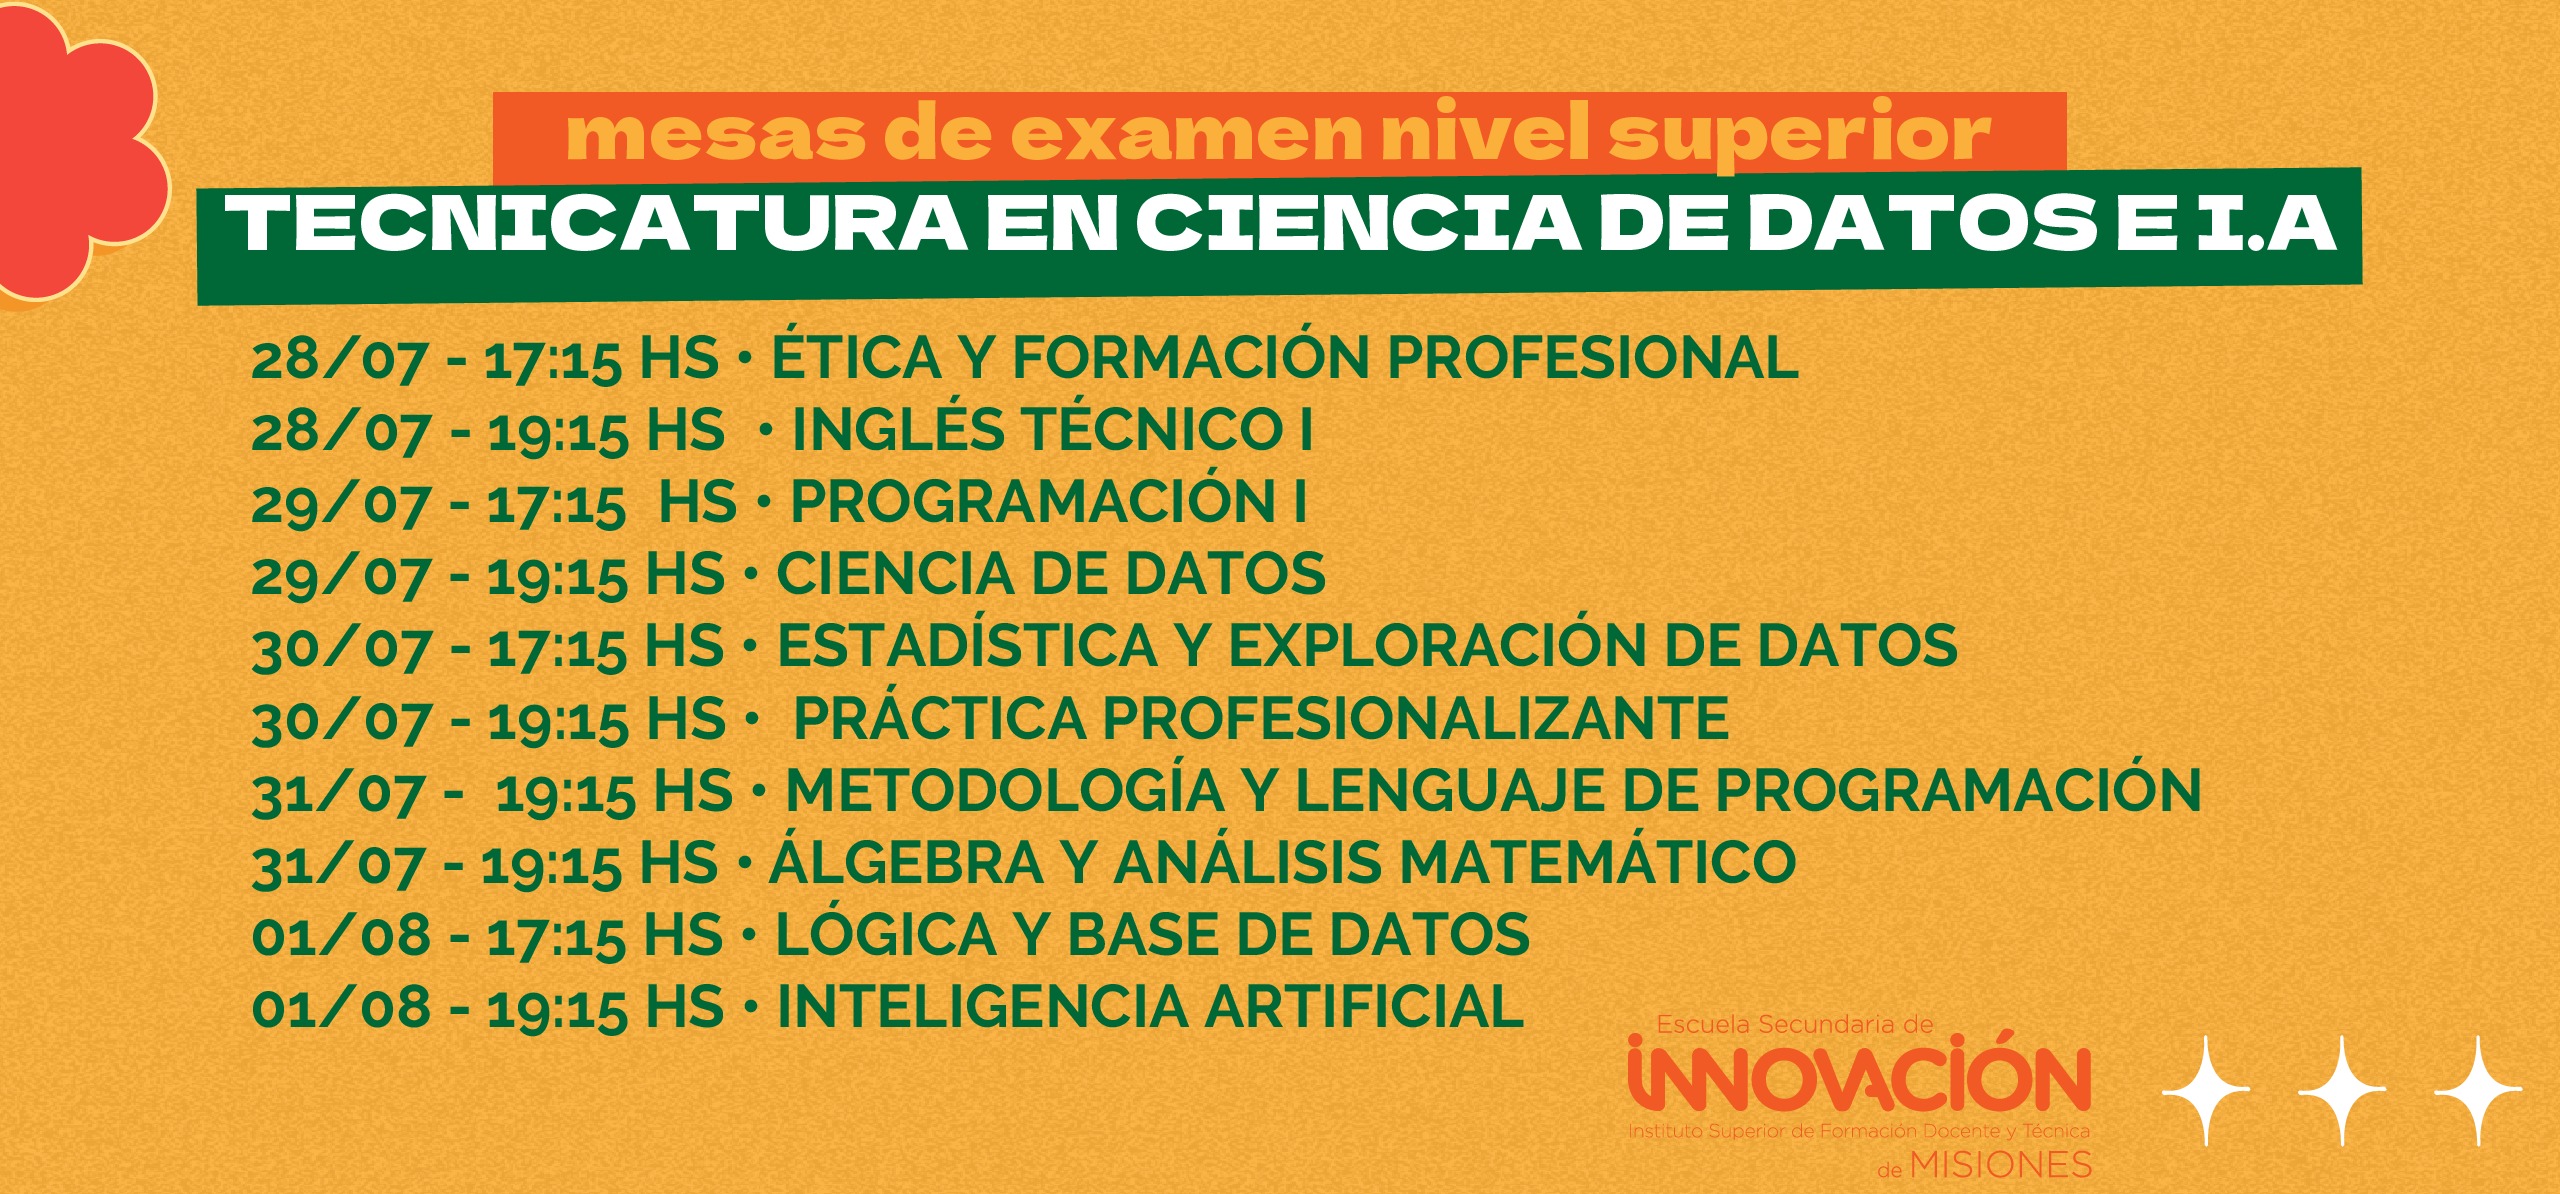 mesas de examen nivel superior
TECNICATURA EN CIENCIA DE DATOS E I.A
28/07 - 17:15 HS • ÉTICA Y FORMACIÓN PROFESIONAL
28/07 - 19:15 HS • INGLÉS TÉCNICO I
29/07 - 17:15 HS • PROGRAMACIÓN I
29/07 - 19:15 HS • CIENCIA DE DATOS
30/07 - 17:15 HS • ESTADÍSTICA Y EXPLORACIÓN DE DATOS
30/07 - 19:15 HS • PRÁCTICA PROFESIONALIZANTE
31/07 - 19:15 HS • METODOLOGÍA Y LENGUAJE DE PROGRAMACIÓN
31/07 - 19:15 HS • ÁLGEBRA Y ANÁLISIS MATEMÁTICO
01/08 - 17:15 HS • LÓGICA Y BASE DE DATOS
01/08 - 19:15 HS • INTELIGENCIA ARTIFICIAL
Escuela Secundaria de
iNNOVACIÓN
Instituto Superior de Formación Docente y Técnica
de MISIONES